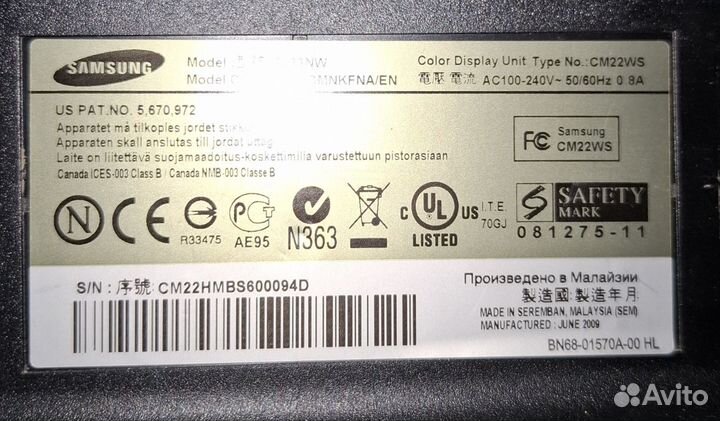 SAMSUNG
Model
NW
Color Display Unit Type No.:CM22WS
Model
MNKFNA/EN
電壓 電流 AC100-240V~ 50/60Hz 0.8A
US PAT.NO. 5,670,972
Apparatet må tilkoples jordet
Apparaten skall anslutas till jordat uttag
Laite on liitettävä suojamaadoitus-koskettimilla varustettuun pistorasiaan
Canada ICES-003 Class B / Canada NMB-003 Classe B
FC Samsung
CM22WS
N
CE
E
R33475
AE95
N363
C UL US
LISTED
I.T.E.
70GJ
S SAFETY
MARK
081275-11
S/N : 序號: CM22HMBS600094D
Произведено в Малайзии
製造國:製造年月
MADE IN SEREMBAN, MALAYSIA (SEM)
MANUFACTURED : JUNE 2009
BN68-01570A-00 HL
Avito